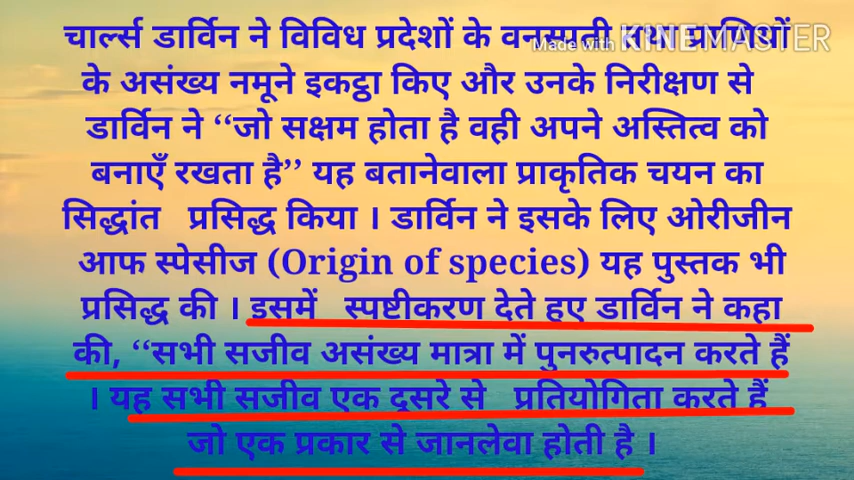 चार्ल्स डार्विन ने विविध प्रदेशों के वनस्पती तथा प्राणियों
Made with KINEMASTER
के असंख्य नमूने इकट्ठा किए और उनके निरीक्षण से
डार्विन ने ‘‘जो सक्षम होता है वही अपने अस्तित्व को
बनाएँ रखता है’’ यह बतानेवाला प्राकृतिक चयन का
सिद्धांत प्रसिद्ध किया । डार्विन ने इसके लिए ओरीजीन
आफ स्पेसीज (Origin of species) यह पुस्तक भी
प्रसिद्ध की । इसमें स्पष्टीकरण देते हुए डार्विन ने कहा
की, ‘‘सभी सजीव असंख्य मात्रा में पुनरुत्पादन करते हैं
। यह सभी सजीव एक दूसरे से प्रतियोगिता करते हैं
जो एक प्रकार से जानलेवा होती है ।